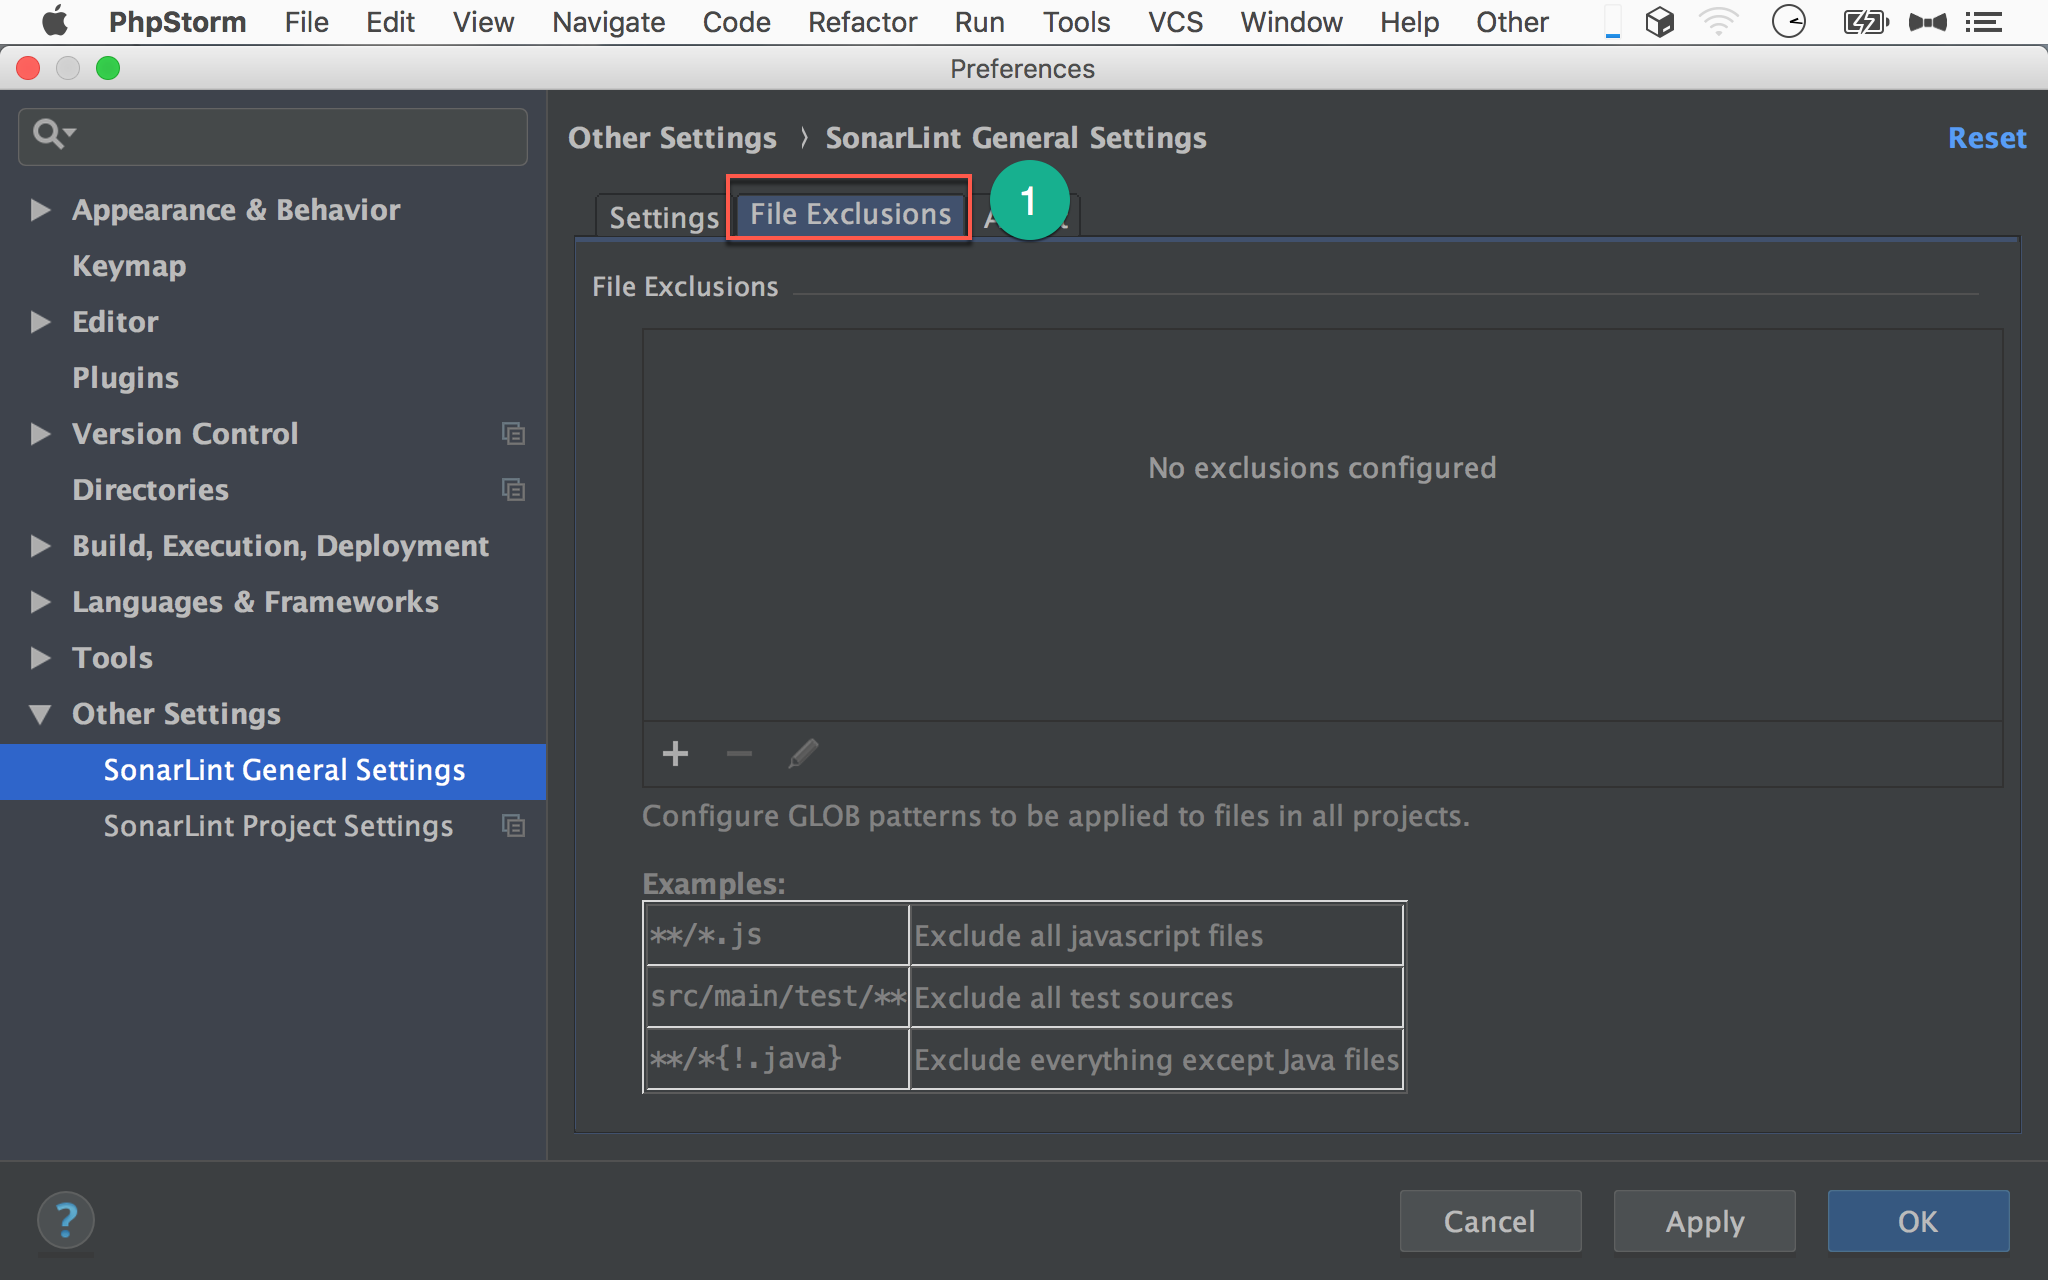 PhpStorm File Edit View Navigate Code Refactor Run Tools VCS Window Help Other
Preferences
Appearance & Behavior
Keymap
Editor
Plugins
Version Control
Directories
Build, Execution, Deployment
Languages & Frameworks
Tools
Other Settings
SonarLint General Settings
SonarLint Project Settings
Other Settings › SonarLint General Settings
Reset
Settings File Exclusions 1
File Exclusions
No exclusions configured
Configure GLOB patterns to be applied to files in all projects.
Examples:
**/*.js Exclude all javascript files
src/main/test/** Exclude all test sources
**/*{!.java} Exclude everything except Java files
? Cancel Apply OK